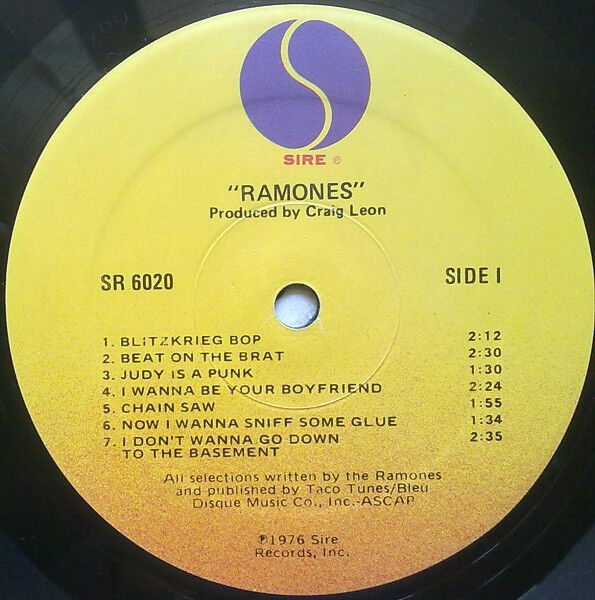 SIRE ®
"RAMONES"
Produced by Craig Leon
SR 6020
SIDE I
1. BLITZKRIEG BOP 2:12
2. BEAT ON THE BRAT 2:30
3. JUDY IS A PUNK 1:30
4. I WANNA BE YOUR BOYFRIEND 2:24
5. CHAIN SAW 1:55
6. NOW I WANNA SNIFF SOME GLUE 1:34
7. I DON'T WANNA GO DOWN 2:35
TO THE BASEMENT
All selections written by the Ramones
and published by Taco Tunes/Bleu
Disque Music Co., Inc.-ASCAP
℗1976 Sire
Records, Inc.